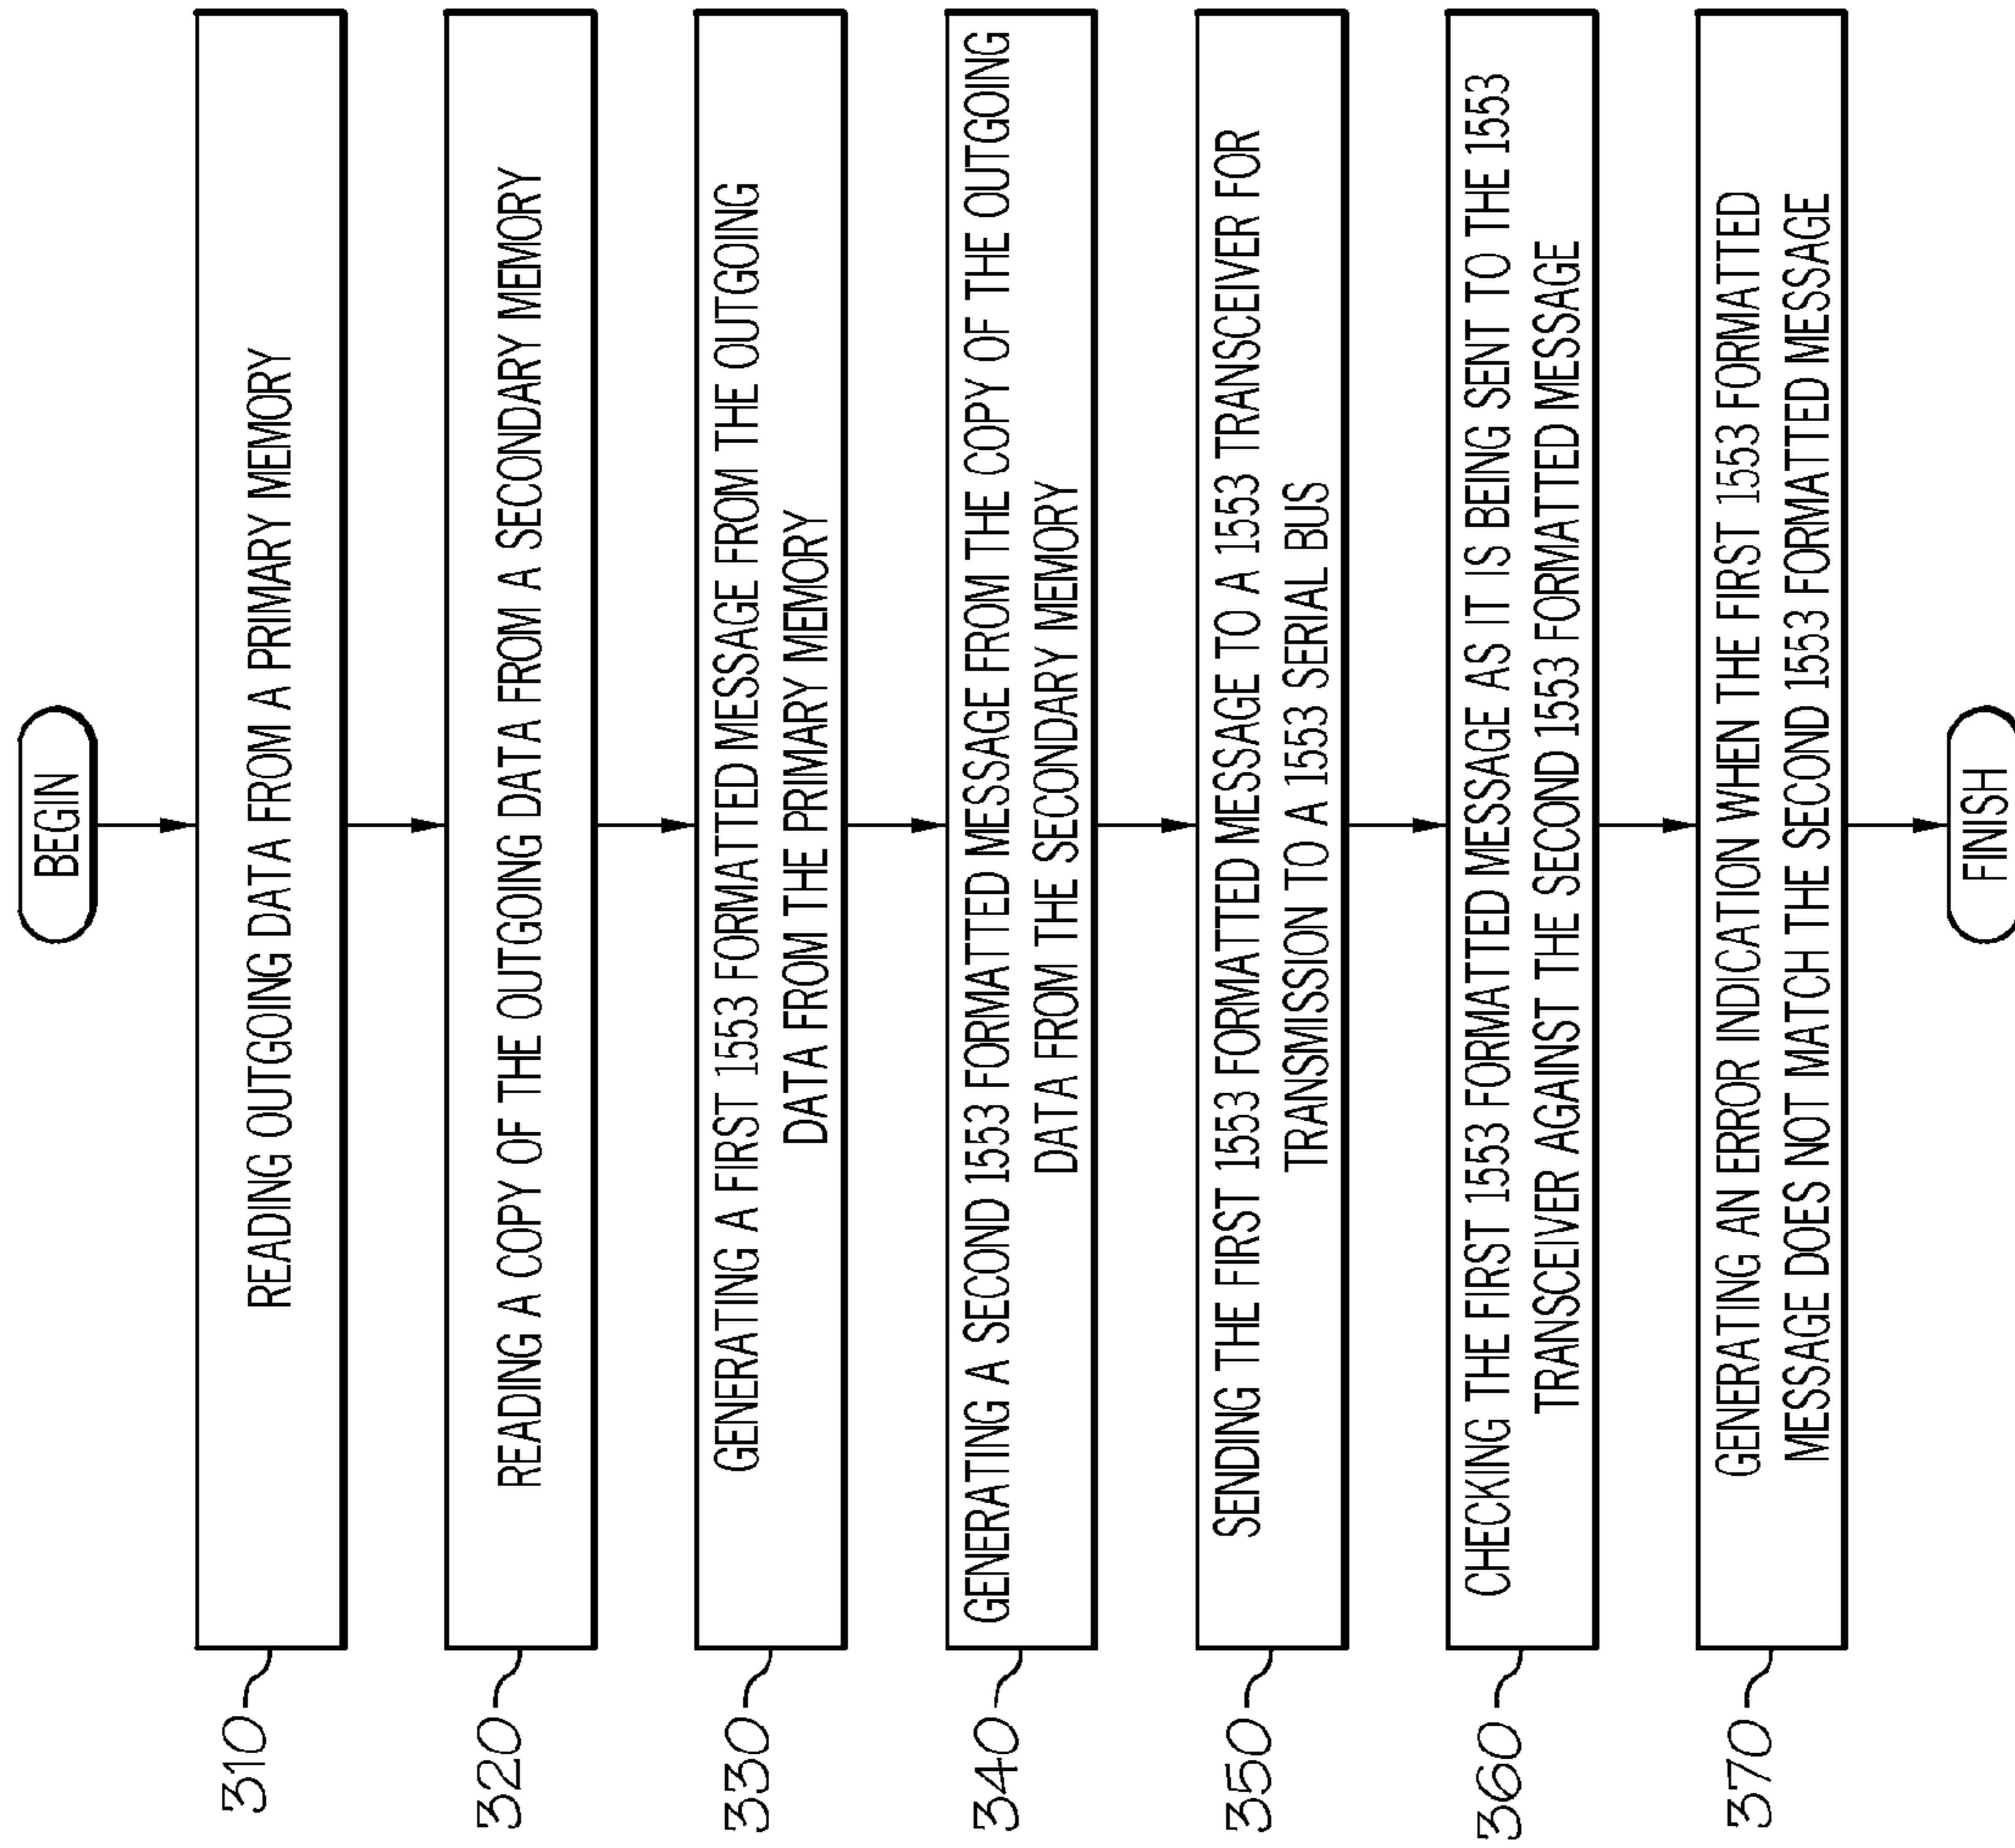 BEGIN
310
READING OUTGOING DATA FROM A PRIMARY MEMORY
320
READING A COPY OF THE OUTGOING DATA FROM A SECONDARY MEMORY
330
GENERATING A FIRST 1553 FORMATTED MESSAGE FROM THE OUTGOING
DATA FROM THE PRIMARY MEMORY
340
GENERATING A SECOND 1553 FORMATTED MESSAGE FROM THE COPY OF THE OUTGOING
DATA FROM THE SECONDARY MEMORY
350
SENDING THE FIRST 1553 FORMATTED MESSAGE TO A 1553 TRANSCEIVER FOR
TRANSMISSION TO A 1553 SERIAL BUS
360
CHECKING THE FIRST 1553 FORMATTED MESSAGE AS IT IS BEING SENT TO THE 1553
TRANSCEIVER AGAINST THE SECOND 1553 FORMATTED MESSAGE
370
GENERATING AN ERROR INDICATION WHEN THE FIRST 1553 FORMATTED
MESSAGE DOES NOT MATCH THE SECOND 1553 FORMATTED MESSAGE
FINISH